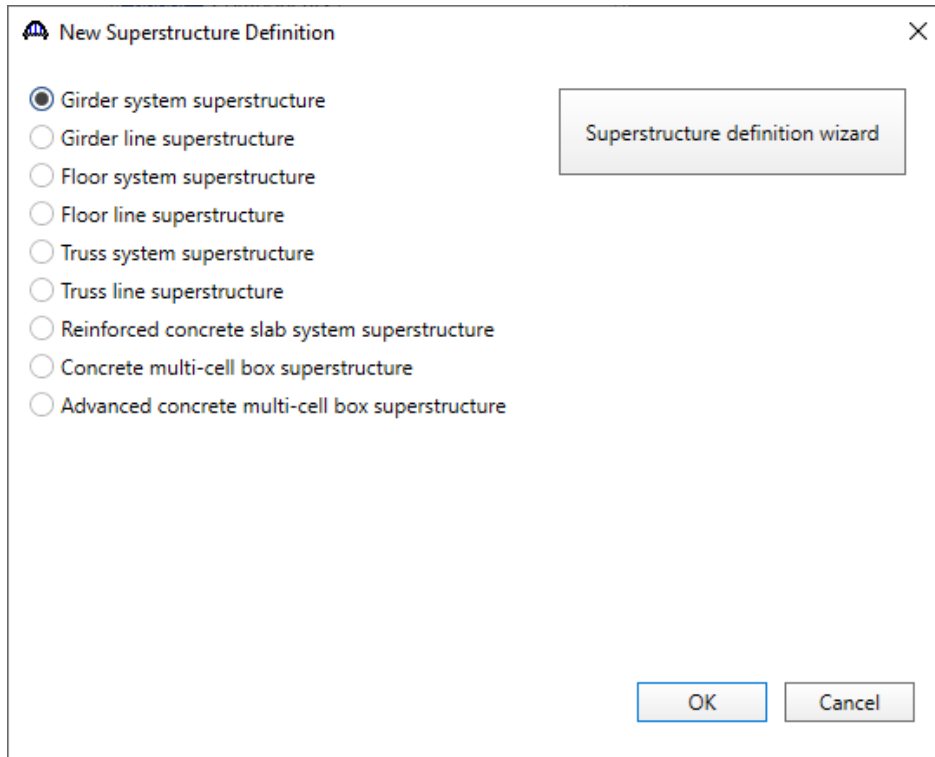 New Superstructure Definition
Girder system superstructure
Superstructure definition wizard
Girder line superstructure
Floor system superstructure
Floor line superstructure
Truss system superstructure
Truss line superstructure
Reinforced concrete slab system superstructure
Concrete multi-cell box superstructure
Advanced concrete multi-cell box superstructure
OK
Cancel